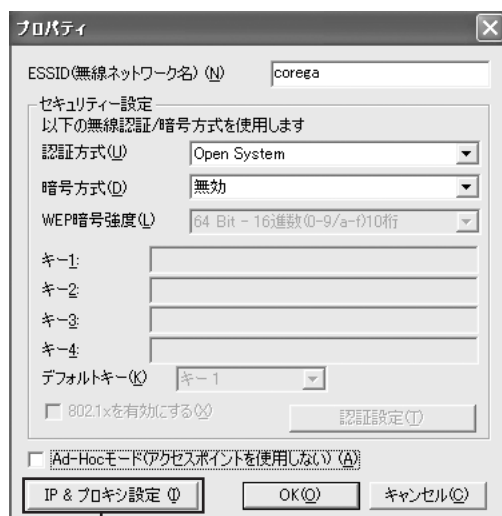 プロパティ
ESSID(無線ネットワーク名) (N) corega
セキュリティー設定
以下の無線認証/暗号方式を使用します
認証方式(U) Open System
暗号方式(D) 無効
WEP暗号強度(L) 64 Bit - 16進数(0-9/a-f)10桁
キー1:
キー2:
キー3:
キー4:
デフォルトキー(K) キー 1
802.1xを有効にする(X) 認証設定(T)
Ad-Hocモード(アクセスポイントを使用しない) (A)
IP & プロキシ設定 (I) OK(O) キャンセル(C)